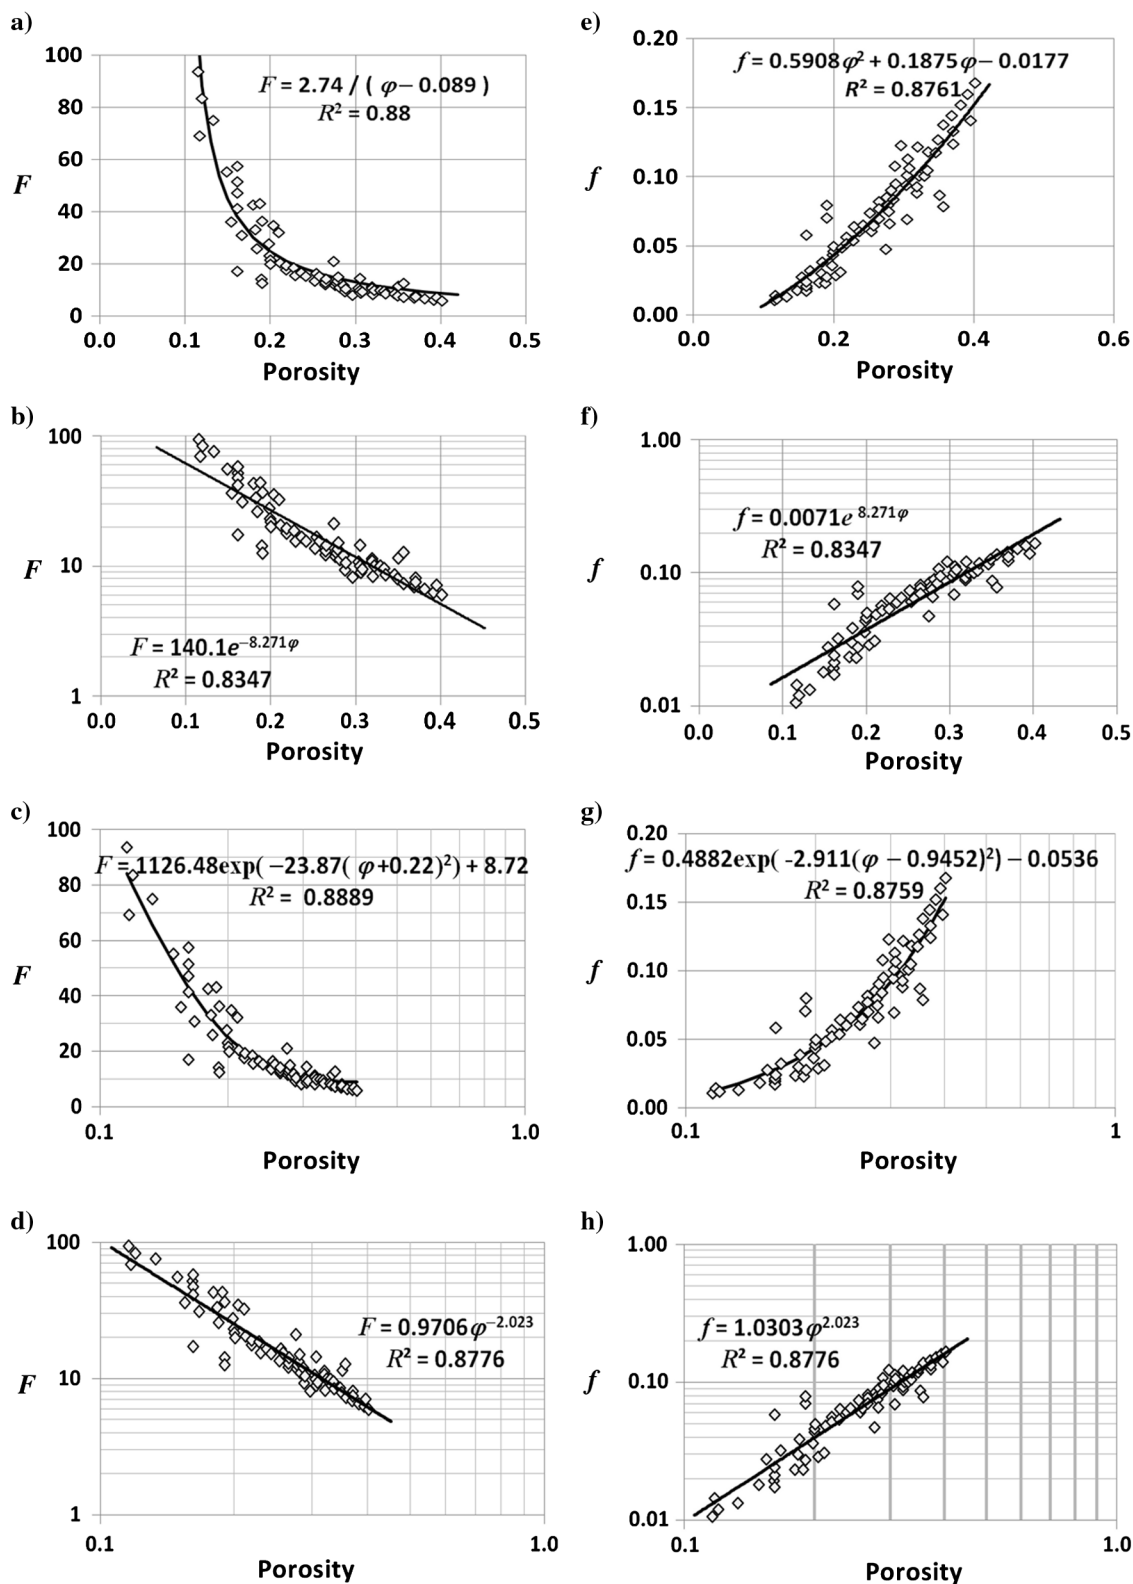 a)
100
80
60
40
20
0
F
F = 2.74 / ( φ − 0.089 )
R² = 0.88
0.0 0.1 0.2 0.3 0.4 0.5
Porosity
e)
0.20
0.15
0.10
0.05
0.00
f
f = 0.5908φ² + 0.1875φ − 0.0177
R² = 0.8761
0.0 0.2 0.4 0.6
Porosity
b)
100
10
1
F
F = 140.1e^−8.271φ
R² = 0.8347
0.0 0.1 0.2 0.3 0.4 0.5
Porosity
f)
1.00
0.10
0.01
f
f = 0.0071e^8.271φ
R² = 0.8347
0.0 0.1 0.2 0.3 0.4 0.5
Porosity
c)
100
80
60
40
20
0
F
F = 1126.48exp( −23.87( φ+0.22)²) + 8.72
R² = 0.8889
0.1 1.0
Porosity
g)
0.20
0.15
0.10
0.05
0.00
f
f = 0.4882exp( -2.911(φ − 0.9452)²) − 0.0536
R² = 0.8759
0.1 1
Porosity
d)
100
10
1
F
F = 0.9706φ^−2.023
R² = 0.8776
0.1 1.0
Porosity
h)
1.00
0.10
0.01
f
f = 1.0303φ^2.023
R² = 0.8776
0.1 1.0
Porosity